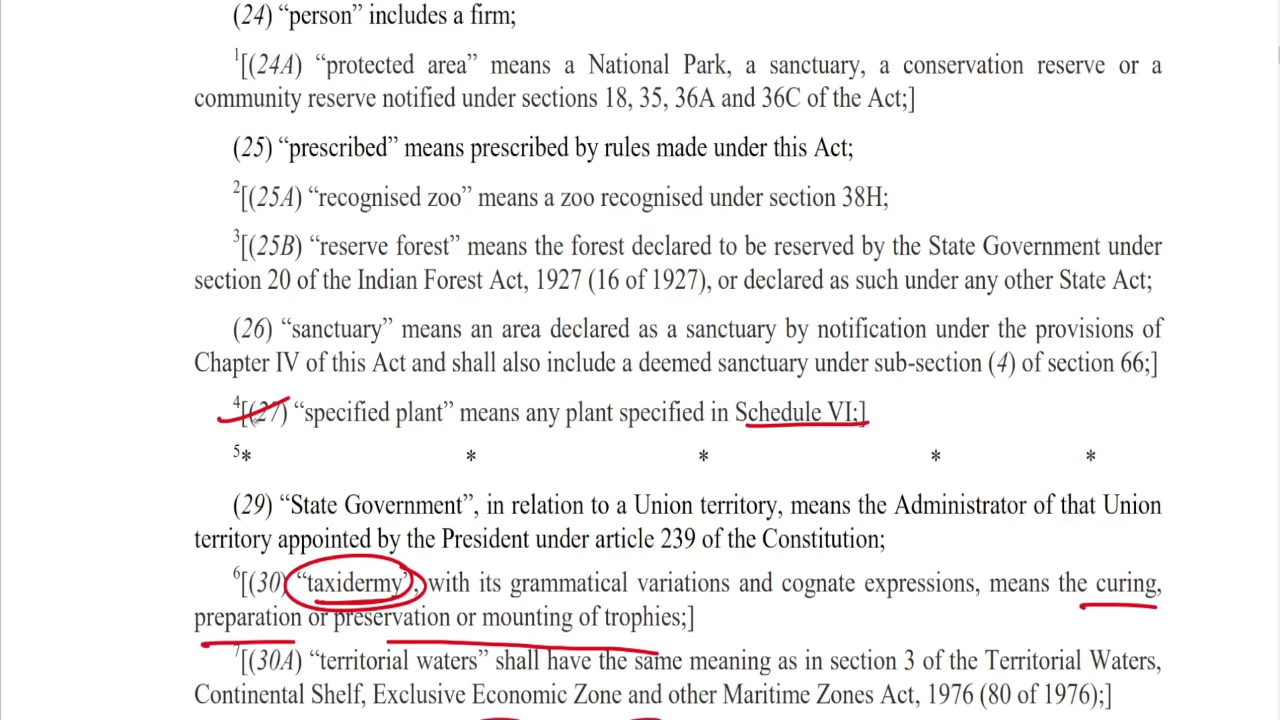 (24) “person” includes a firm;
1[(24A) “protected area” means a National Park, a sanctuary, a conservation reserve or a
community reserve notified under sections 18, 35, 36A and 36C of the Act;]
(25) “prescribed” means prescribed by rules made under this Act;
2[(25A) “recognised zoo” means a zoo recognised under section 38H;
3[(25B) “reserve forest” means the forest declared to be reserved by the State Government under
section 20 of the Indian Forest Act, 1927 (16 of 1927), or declared as such under any other State Act;
(26) “sanctuary” means an area declared as a sanctuary by notification under the provisions of
Chapter IV of this Act and shall also include a deemed sanctuary under sub-section (4) of section 66;]
4[(27) “specified plant” means any plant specified in Schedule VI;]
5* * * * *
(29) “State Government”, in relation to a Union territory, means the Administrator of that Union
territory appointed by the President under article 239 of the Constitution;
6[(30) “taxidermy”, with its grammatical variations and cognate expressions, means the curing,
preparation or preservation or mounting of trophies;]
7[(30A) “territorial waters” shall have the same meaning as in section 3 of the Territorial Waters,
Continental Shelf, Exclusive Economic Zone and other Maritime Zones Act, 1976 (80 of 1976);]